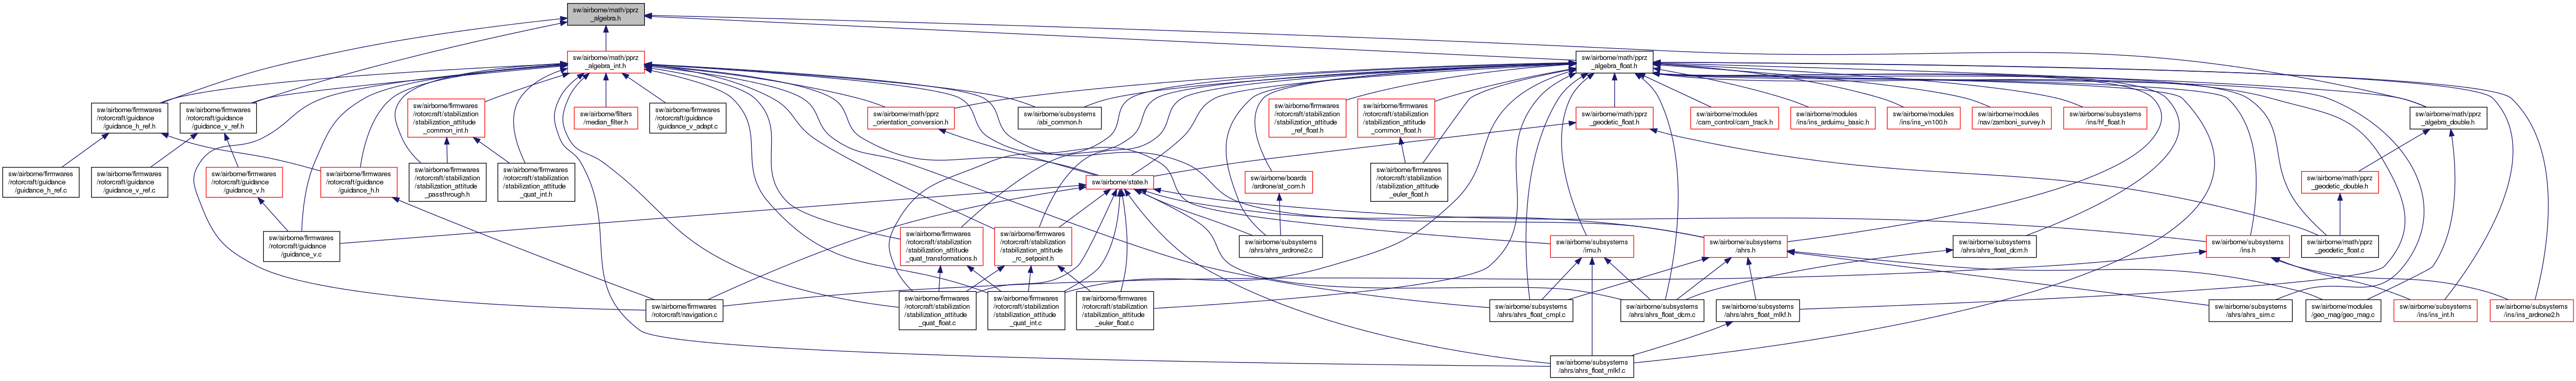 sw/airborne/math/pprz
_algebra.h
sw/airborne/math/pprz
_algebra_int.h
sw/airborne/math/pprz
_algebra_float.h
sw/airborne/firmwares
/rotorcraft/guidance
/guidance_h_ref.h
sw/airborne/firmwares
/rotorcraft/guidance
/guidance_v_ref.h
sw/airborne/firmwares
/rotorcraft/stabilization
/stabilization_attitude
_common_int.h
sw/airborne/filters
/median_filter.h
sw/airborne/firmwares
/rotorcraft/guidance
/guidance_v_adapt.c
sw/airborne/math/pprz
_orientation_conversion.h
sw/airborne/subsystems
/abi_common.h
sw/airborne/firmwares
/rotorcraft/stabilization
/stabilization_attitude
_ref_float.h
sw/airborne/firmwares
/rotorcraft/stabilization
/stabilization_attitude
_common_float.h
sw/airborne/math/pprz
_geodetic_float.h
sw/airborne/modules
/cam_control/cam_track.h
sw/airborne/modules
/ins/ins_arduimu_basic.h
sw/airborne/modules
/ins/ins_vn100.h
sw/airborne/modules
/nav/zamboni_survey.h
sw/airborne/subsystems
/ins/hf_float.h
sw/airborne/math/pprz
_algebra_double.h
sw/airborne/firmwares
/rotorcraft/guidance
/guidance_h_ref.c
sw/airborne/firmwares
/rotorcraft/guidance
/guidance_v_ref.c
sw/airborne/firmwares
/rotorcraft/guidance
/guidance_v.h
sw/airborne/firmwares
/rotorcraft/guidance
/guidance_h.h
sw/airborne/firmwares
/rotorcraft/stabilization
/stabilization_attitude
_passthrough.h
sw/airborne/firmwares
/rotorcraft/stabilization
/stabilization_attitude
_quat_int.h
sw/airborne/state.h
sw/airborne/boards
/ardrone/at_com.h
sw/airborne/firmwares
/rotorcraft/stabilization
/stabilization_attitude
_euler_float.h
sw/airborne/math/pprz
_geodetic_double.h
sw/airborne/firmwares
/rotorcraft/guidance
/guidance_v.c
sw/airborne/firmwares
/rotorcraft/stabilization
/stabilization_attitude
_quat_transformations.h
sw/airborne/firmwares
/rotorcraft/stabilization
/stabilization_attitude
_rc_setpoint.h
sw/airborne/subsystems
/ahrs/ahrs_ardrone2.c
sw/airborne/subsystems
/imu.h
sw/airborne/subsystems
/ahrs.h
sw/airborne/subsystems
/ahrs/ahrs_float_dcm.h
sw/airborne/subsystems
/ins.h
sw/airborne/math/pprz
_geodetic_float.c
sw/airborne/firmwares
/rotorcraft/navigation.c
sw/airborne/firmwares
/rotorcraft/stabilization
/stabilization_attitude
_quat_float.c
sw/airborne/firmwares
/rotorcraft/stabilization
/stabilization_attitude
_quat_int.c
sw/airborne/firmwares
/rotorcraft/stabilization
/stabilization_attitude
_euler_float.c
sw/airborne/subsystems
/ahrs/ahrs_float_cmpl.c
sw/airborne/subsystems
/ahrs/ahrs_float_dcm.c
sw/airborne/subsystems
/ahrs/ahrs_float_mlkf.h
sw/airborne/subsystems
/ahrs/ahrs_sim.c
sw/airborne/modules
/geo_mag/geo_mag.c
sw/airborne/subsystems
/ins/ins_int.h
sw/airborne/subsystems
/ins/ins_ardrone2.h
sw/airborne/subsystems
/ahrs/ahrs_float_mlkf.c